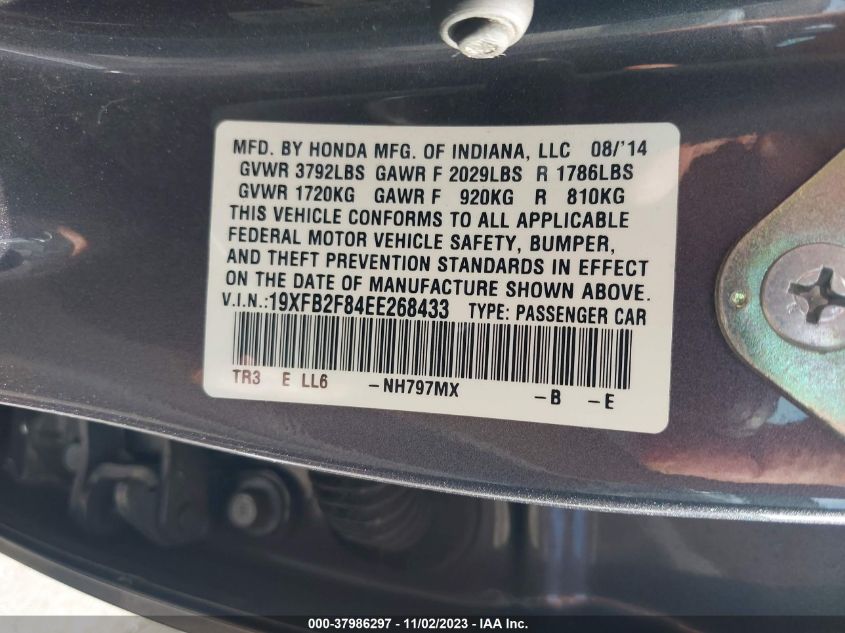 MFD. BY HONDA MFG. OF INDIANA, LLC 08/'14
GVWR 3792LBS GAWR F 2029LBS R 1786LBS
GVWR 1720KG GAWR F 920KG R 810KG
THIS VEHICLE CONFORMS TO ALL APPLICABLE
FEDERAL MOTOR VEHICLE SAFETY, BUMPER,
AND THEFT PREVENTION STANDARDS IN EFFECT
ON THE DATE OF MANUFACTURE SHOWN ABOVE.
V.I.N.:19XFB2F84EE268433 TYPE: PASSENGER CAR
TR3 E LL6 -NH797MX -B -E
000-37986297 - 11/02/2023 - IAA Inc.